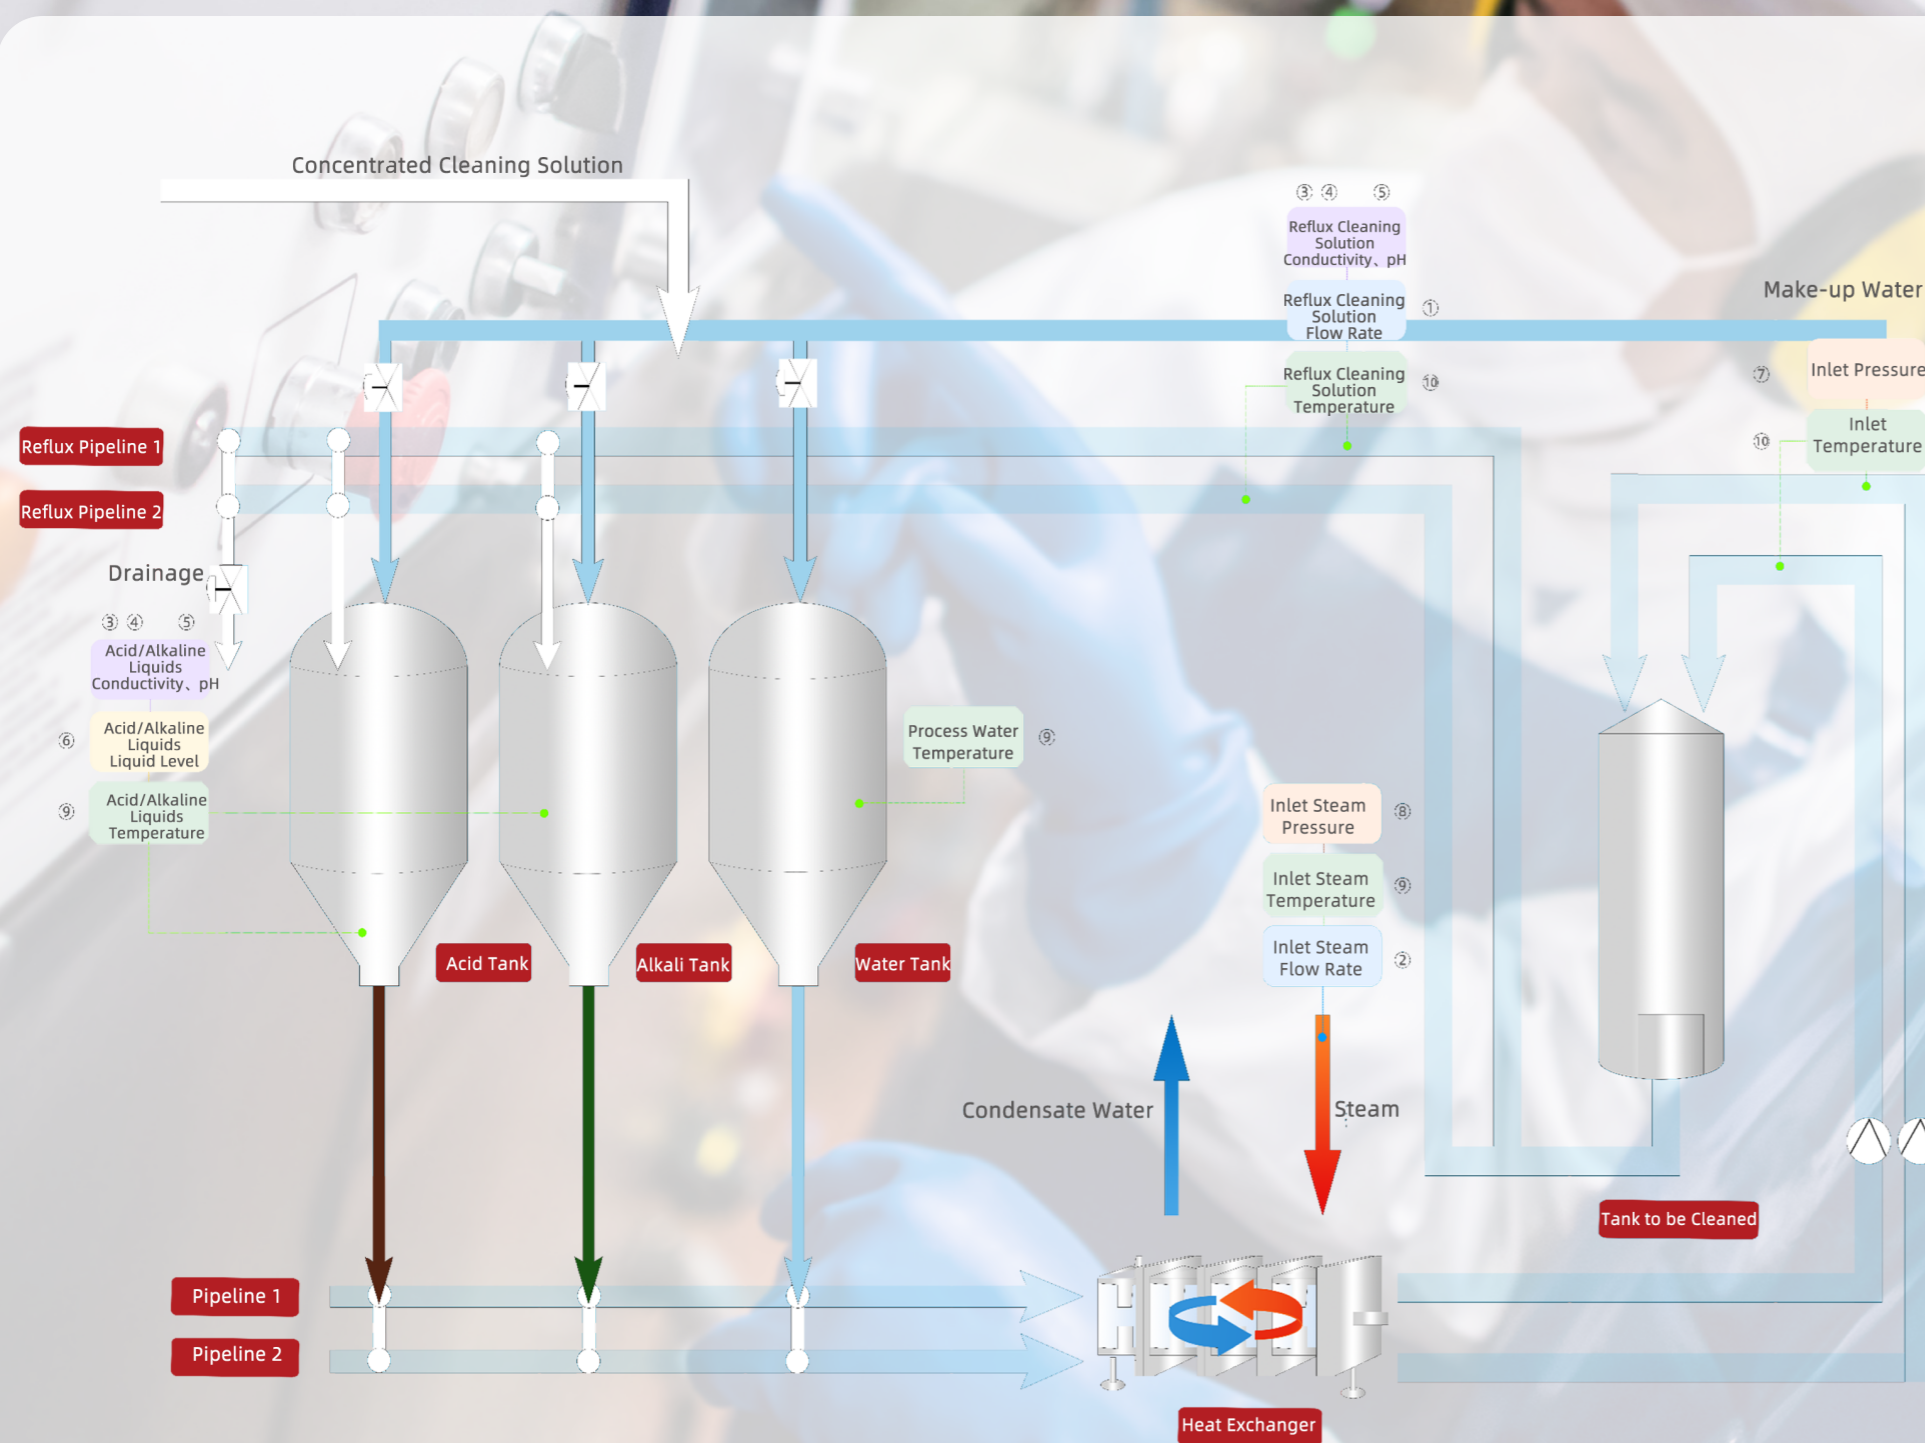 Concentrated Cleaning Solution
③ ④ ⑤
Reflux Cleaning
Solution
Conductivity、pH
Reflux Cleaning
Solution
Flow Rate
①
Reflux Cleaning
Solution
Temperature
⑩
Make-up Water
⑦
Inlet Pressure
⑩
Inlet
Temperature
Reflux Pipeline 1
Reflux Pipeline 2
Drainage
③ ④ ⑤
Acid/Alkaline
Liquids
Conductivity、pH
⑥
Acid/Alkaline
Liquids
Liquid Level
⑨
Acid/Alkaline
Liquids
Temperature
Process Water
Temperature
⑨
Inlet Steam
Pressure
⑧
Inlet Steam
Temperature
⑨
Inlet Steam
Flow Rate
②
Acid Tank
Alkali Tank
Water Tank
Condensate Water
Steam
Tank to be Cleaned
Pipeline 1
Pipeline 2
Heat Exchanger